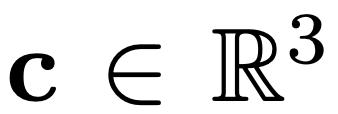 𝐜 ∈ ℝ³